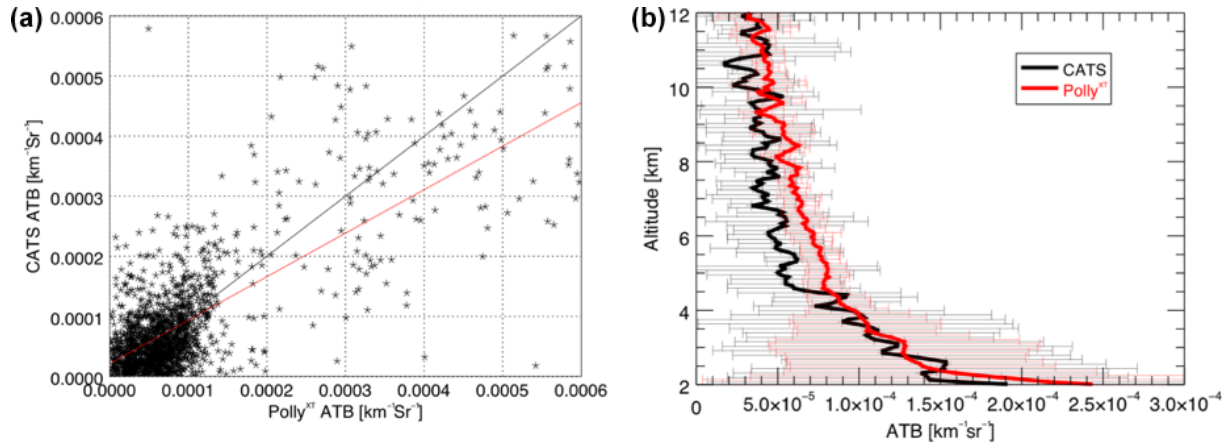 (a)
0.0006
0.0005
0.0004
0.0003
0.0002
0.0001
0.0000
CATS ATB [km⁻¹Sr⁻¹]
0.0000 0.0001 0.0002 0.0003 0.0004 0.0005 0.0006
Polly^XT ATB [km⁻¹Sr⁻¹]
(b)
12
10
8
6
4
2
Altitude [km]
CATS
Polly^XT
0 5.0×10⁻⁵ 1.0×10⁻⁴ 1.5×10⁻⁴ 2.0×10⁻⁴ 2.5×10⁻⁴ 3.0×10⁻⁴
ATB [km⁻¹sr⁻¹]